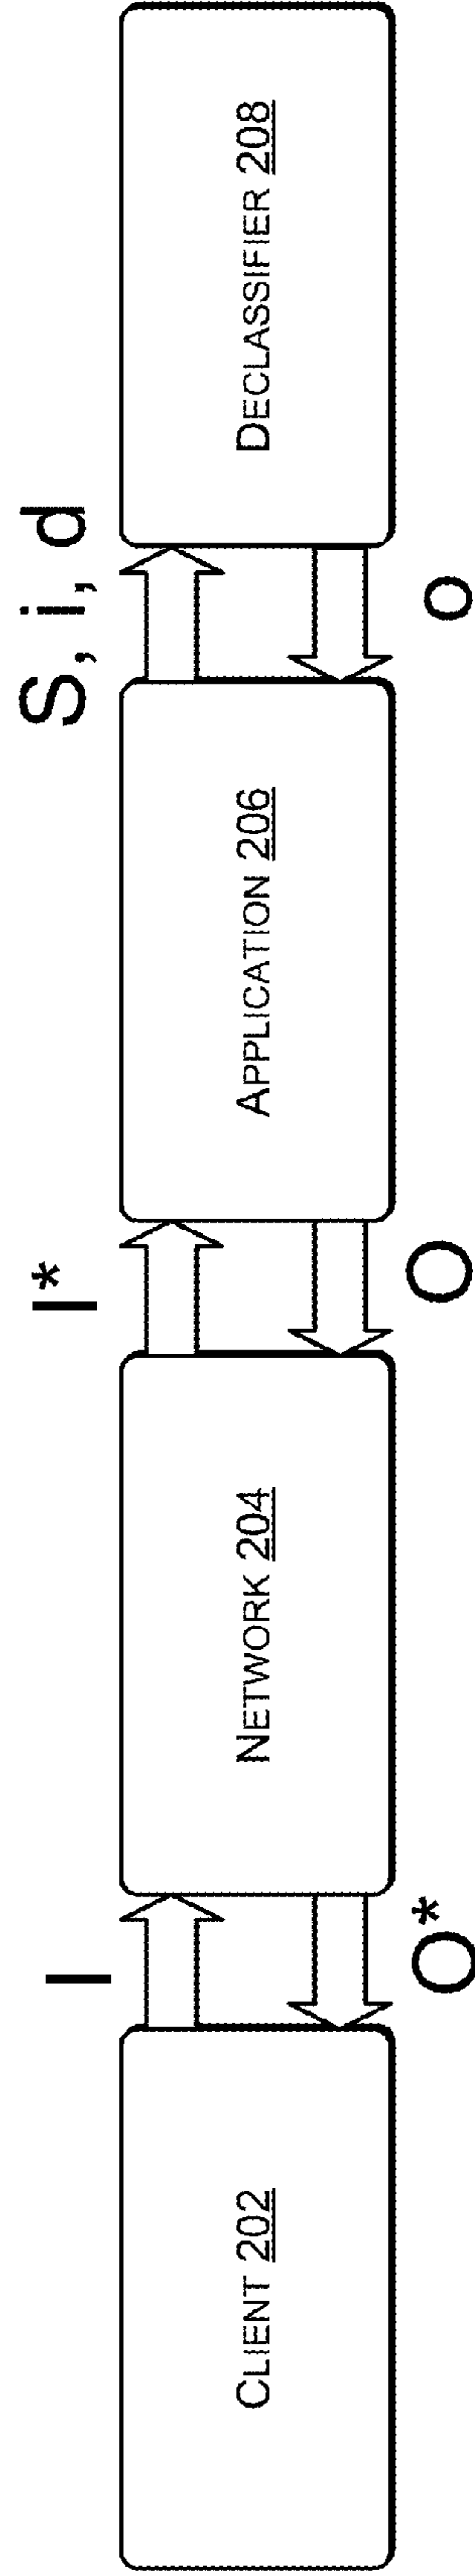 I
I*
S, i, d
CLIENT 202
NETWORK 204
APPLICATION 206
DECLASSIFIER 208
O*
O
o